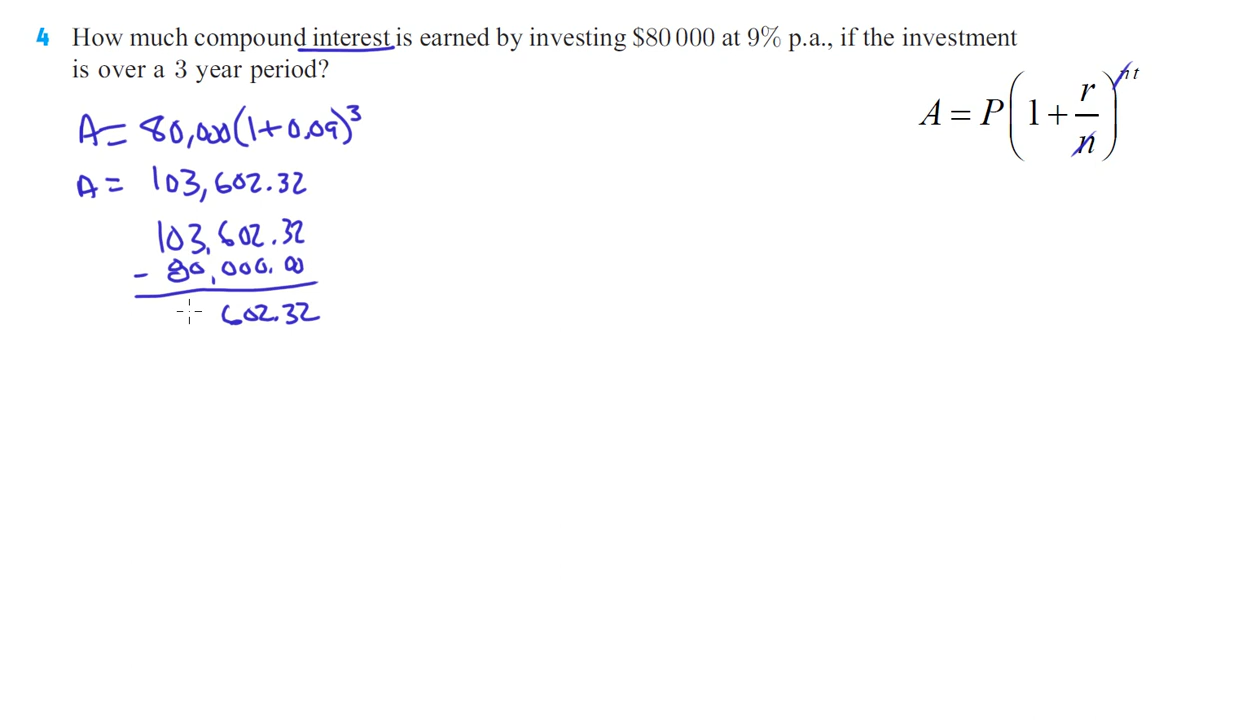 4 How much compound interest is earned by investing $80 000 at 9% p.a., if the investment
is over a 3 year period?
A = P(1 + r/n)^nt
A = 80,000(1+0.09)^3
A = 103,602.32
103,602.32
- 80,000.00
602.32